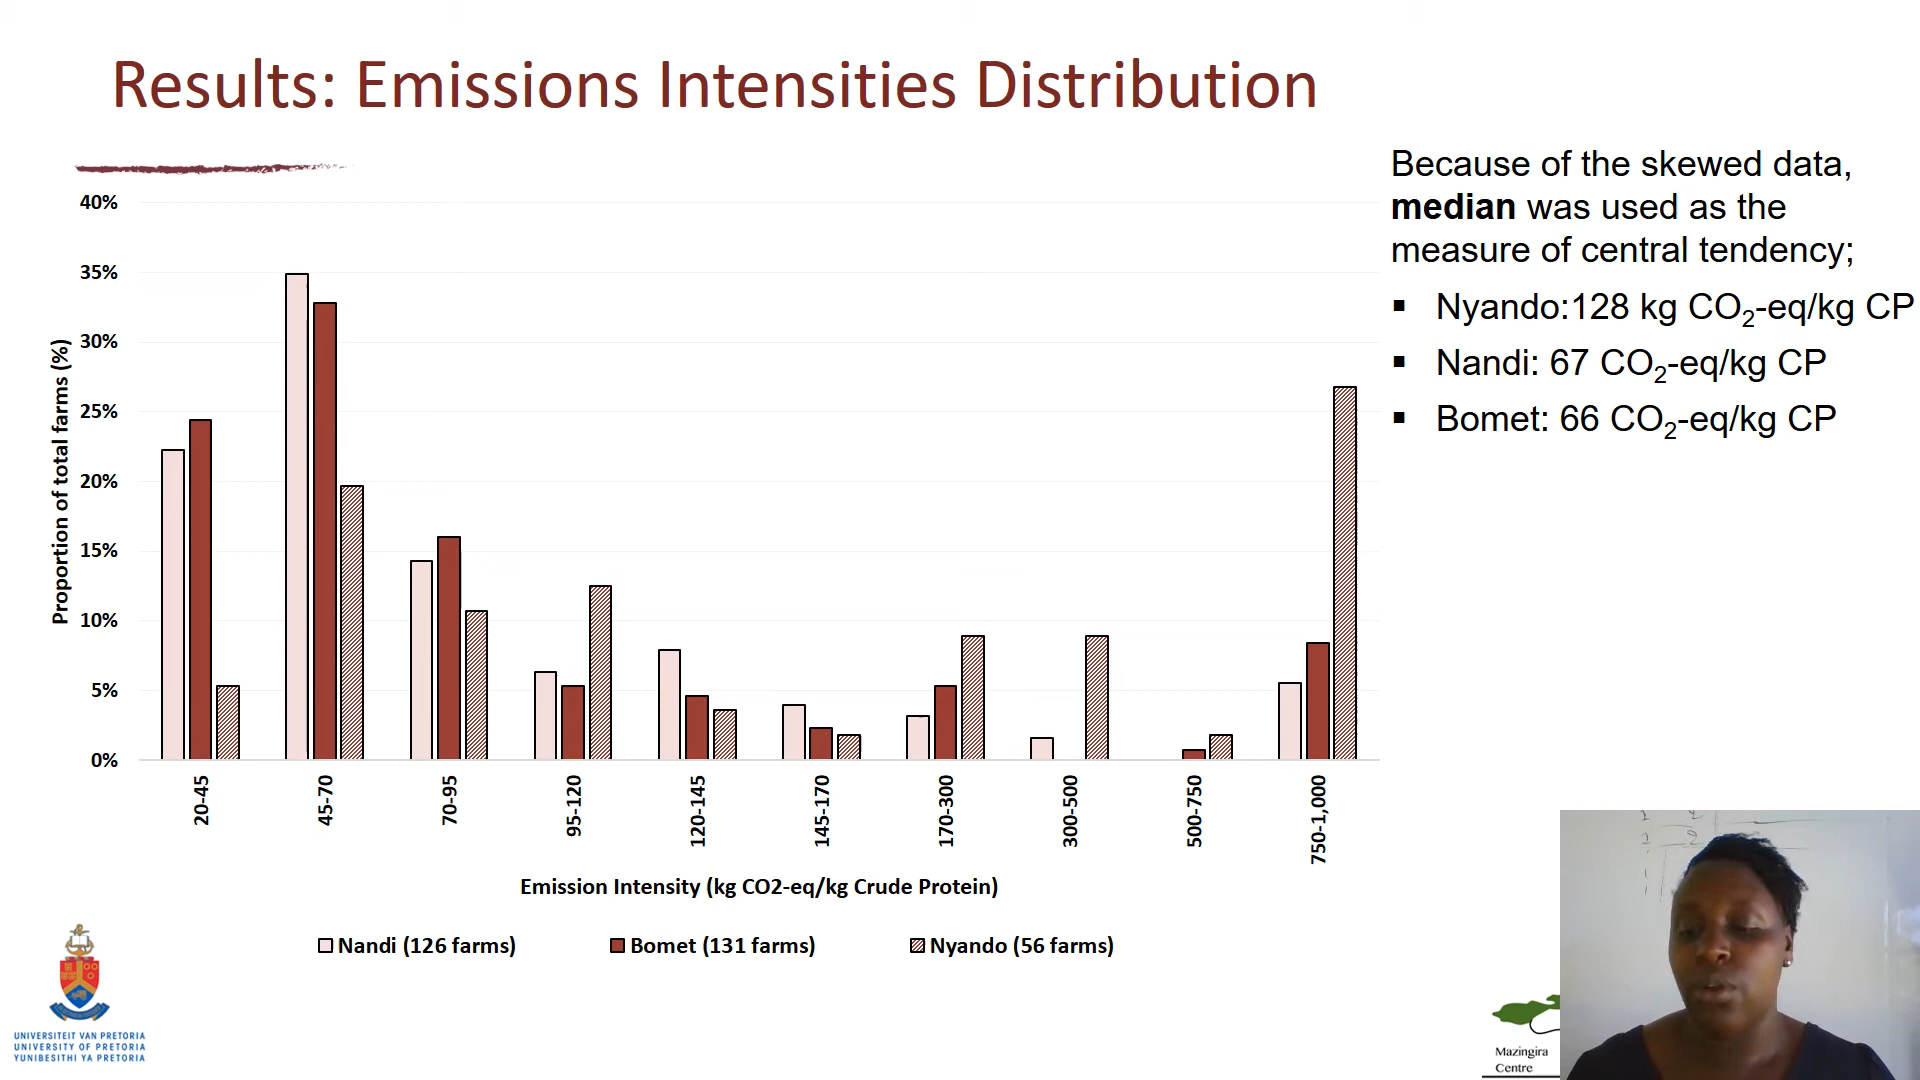 Results: Emissions Intensities Distribution
Because of the skewed data,
median was used as the
measure of central tendency;
▪ Nyando:128 kg CO2-eq/kg CP
▪ Nandi: 67 CO2-eq/kg CP
▪ Bomet: 66 CO2-eq/kg CP
Proportion of total farms (%)
40%
35%
30%
25%
20%
15%
10%
5%
0%
20-45
45-70
70-95
95-120
120-145
145-170
170-300
300-500
500-750
750-1,000
Emission Intensity (kg CO2-eq/kg Crude Protein)
Nandi (126 farms)
Bomet (131 farms)
Nyando (56 farms)
UNIVERSITEIT VAN PRETORIA
UNIVERSITY OF PRETORIA
YUNIBESITHI YA PRETORIA
Mazingira
Centre